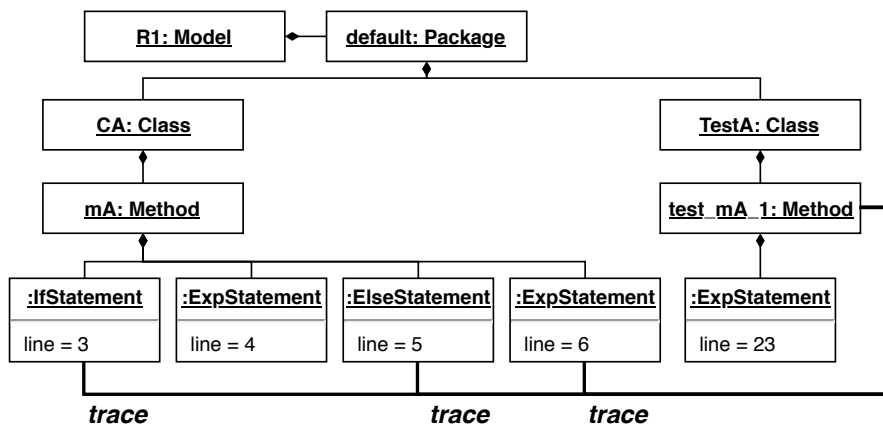 R1: Model
default: Package
CA: Class
TestA: Class
mA: Method
test_mA_1: Method
:IfStatement
:ExpStatement
:ElseStatement
:ExpStatement
:ExpStatement
line = 3
line = 4
line = 5
line = 6
line = 23
trace
trace
trace